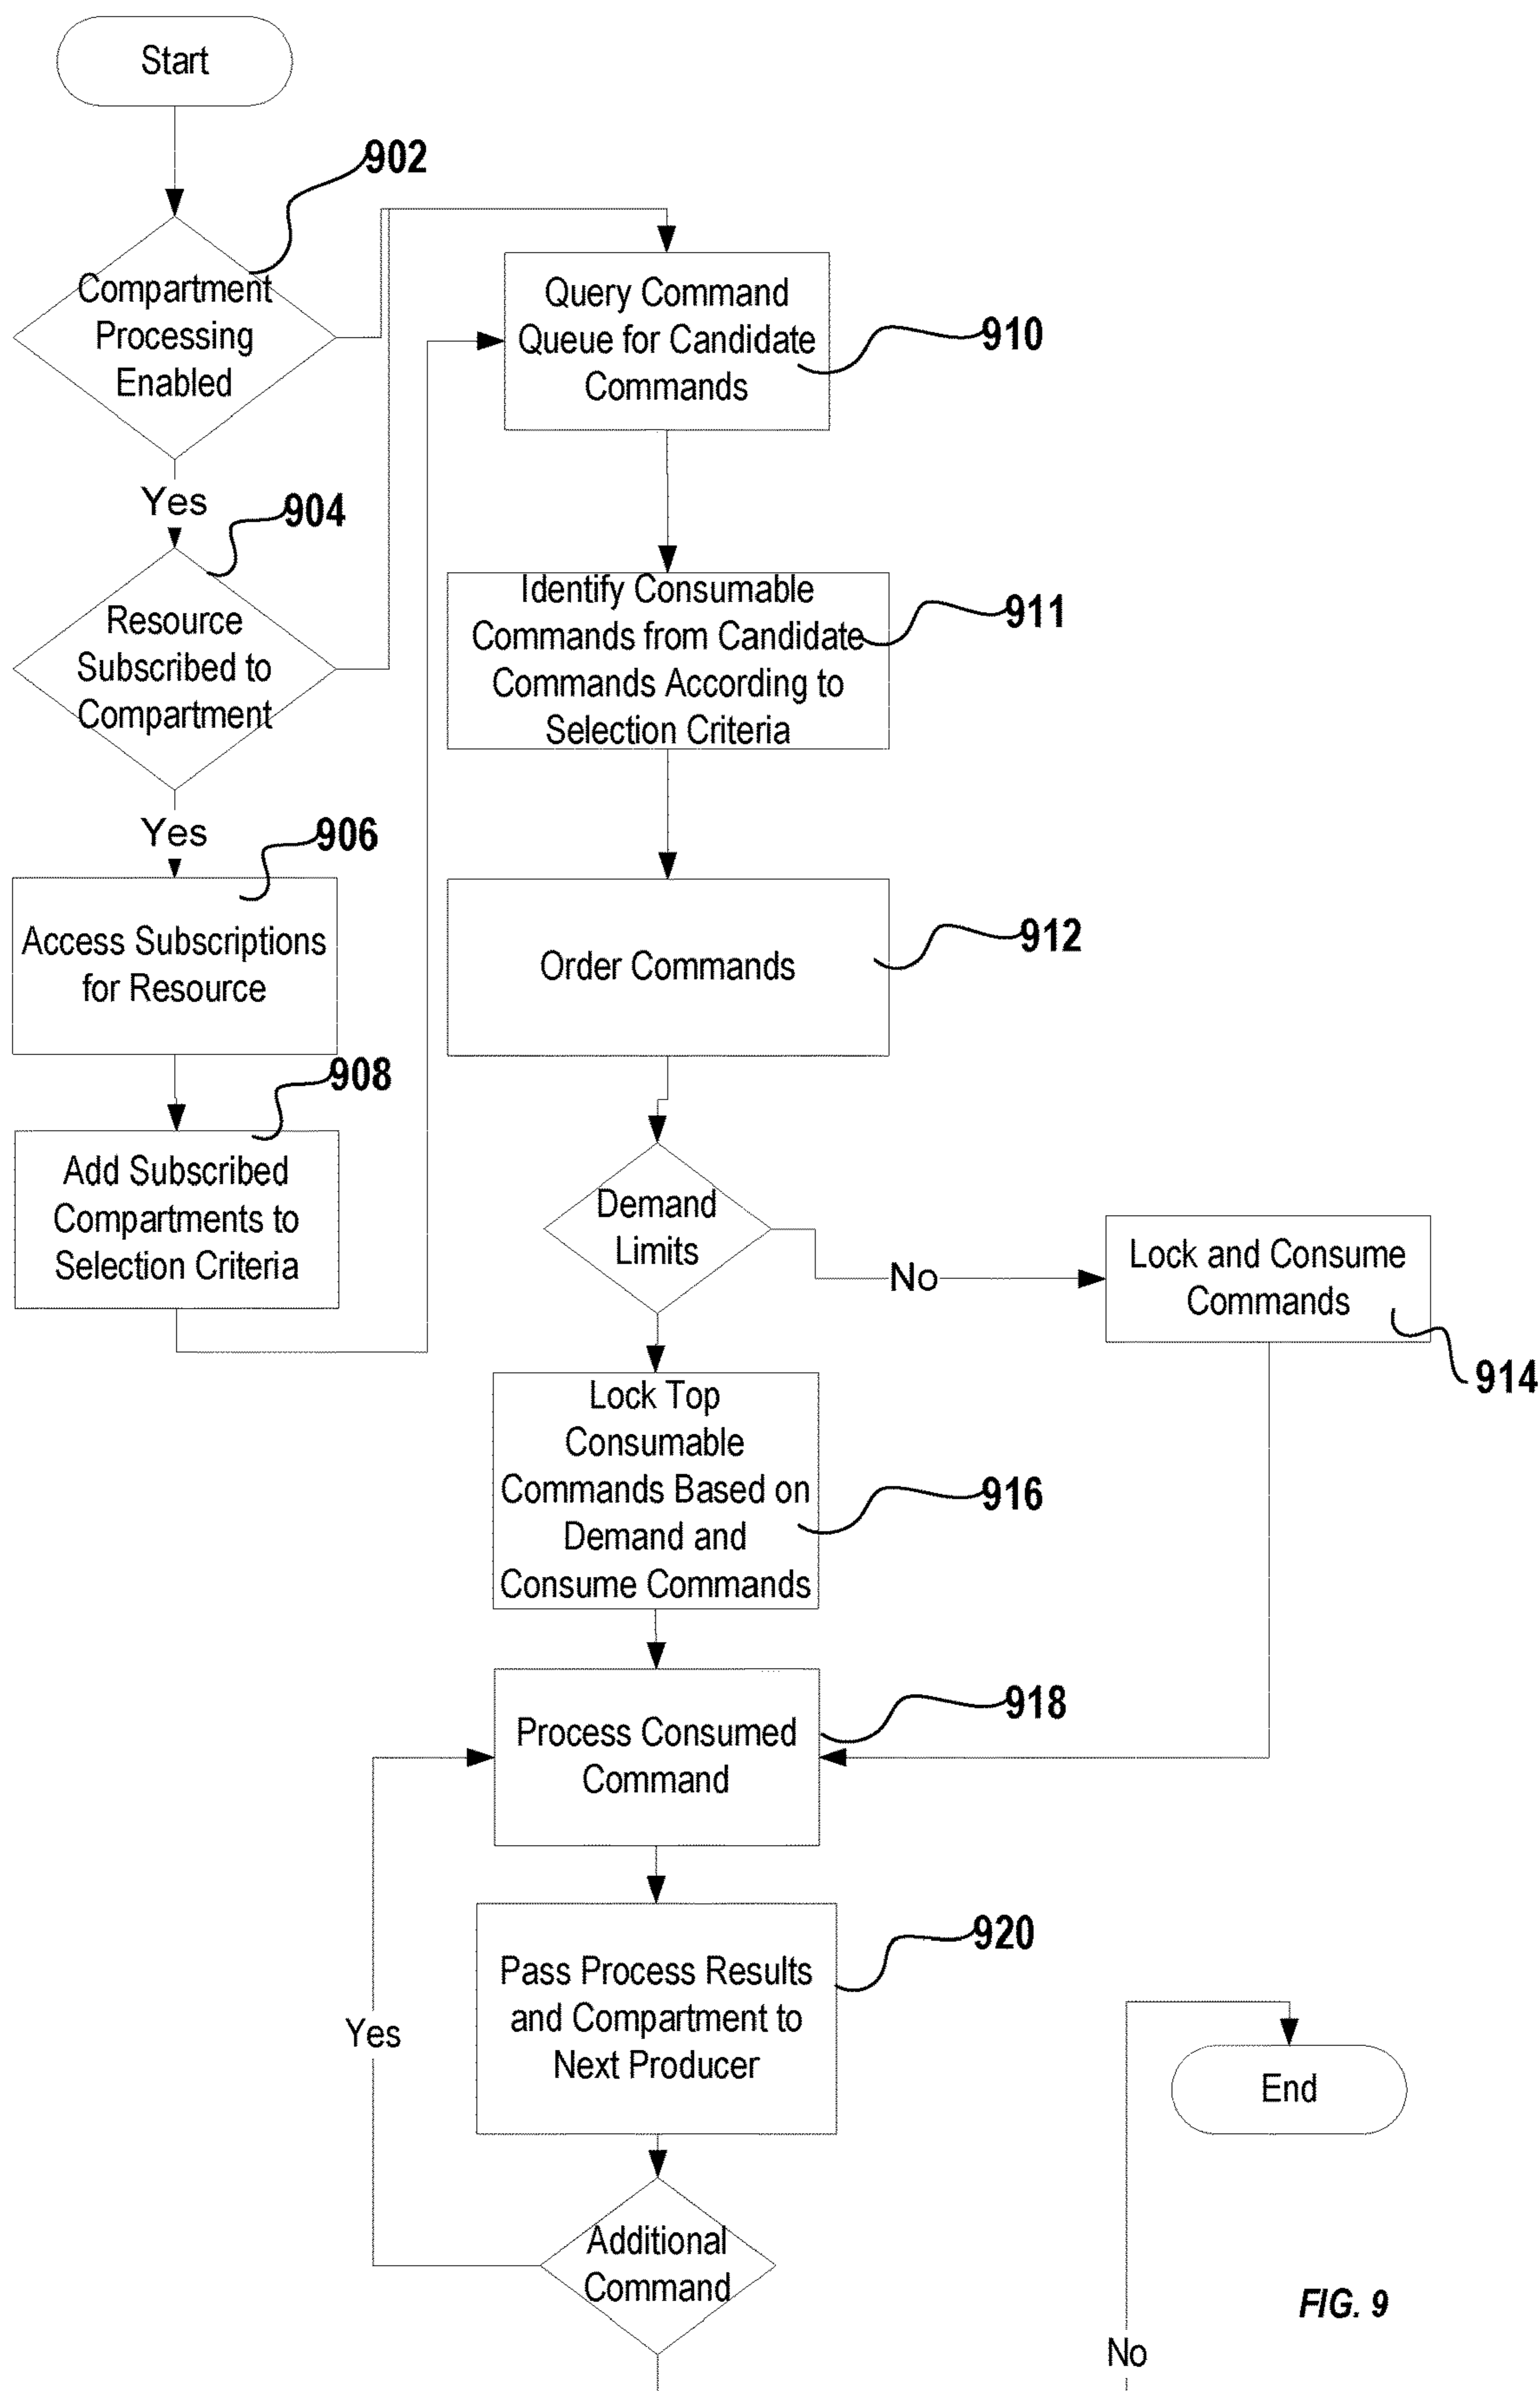 Start
902
Compartment
Processing
Enabled
Yes
904
Resource
Subscribed to
Compartment
Yes
906
Access Subscriptions
for Resource
908
Add Subscribed
Compartments to
Selection Criteria
Query Command
Queue for Candidate
Commands
910
Identify Consumable
Commands from Candidate
Commands According to
Selection Criteria
911
Order Commands
912
Demand
Limits
No
Lock and Consume
Commands
914
Lock Top
Consumable
Commands Based on
Demand and
Consume Commands
916
Process Consumed
Command
918
Pass Process Results
and Compartment to
Next Producer
920
Yes
Additional
Command
No
End
FIG. 9